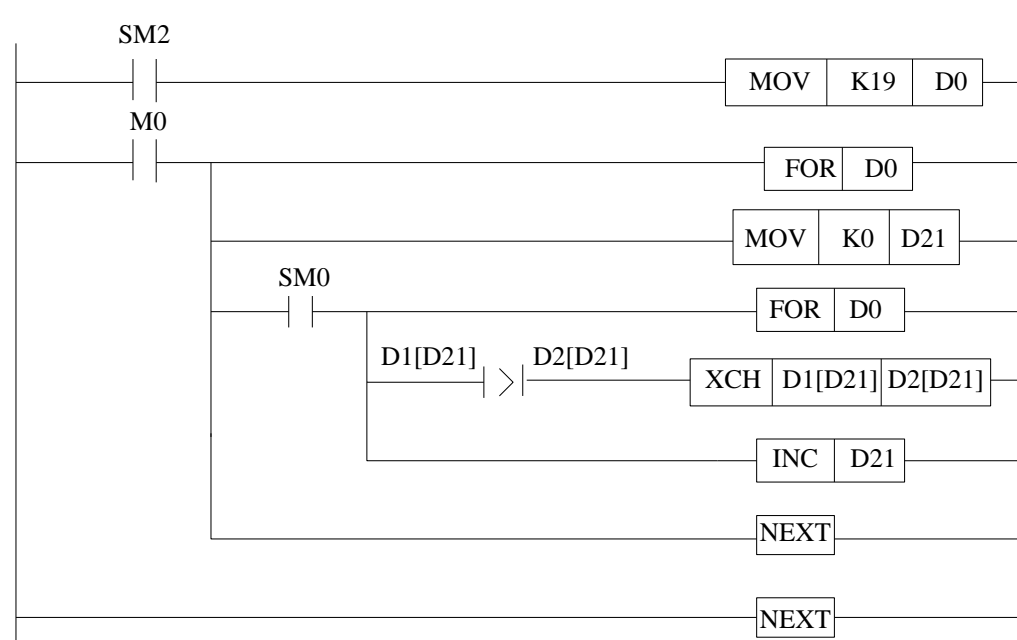 SM2
MOV K19 D0
M0
FOR D0
MOV K0 D21
SM0
FOR D0
D1[D21] > D2[D21]
XCH D1[D21] D2[D21]
INC D21
NEXT
NEXT